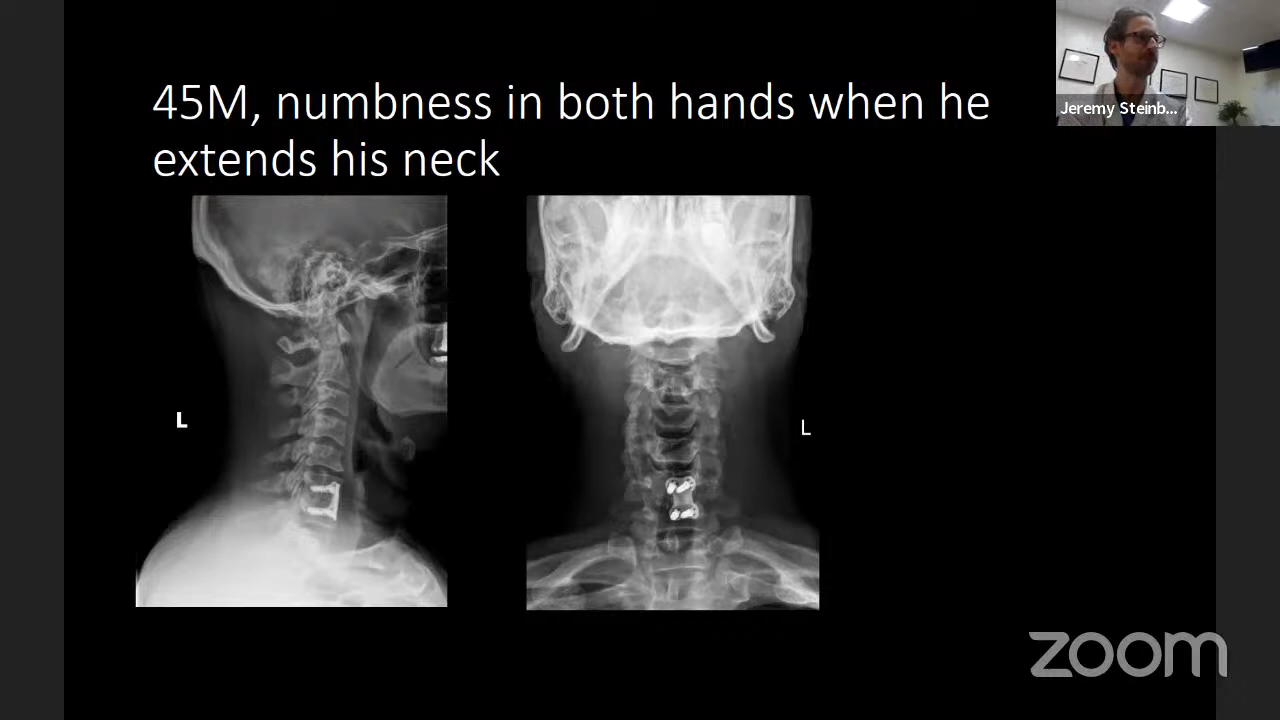 45M, numbness in both hands when he
extends his neck
Jeremy Steinb...
L
L
zoom